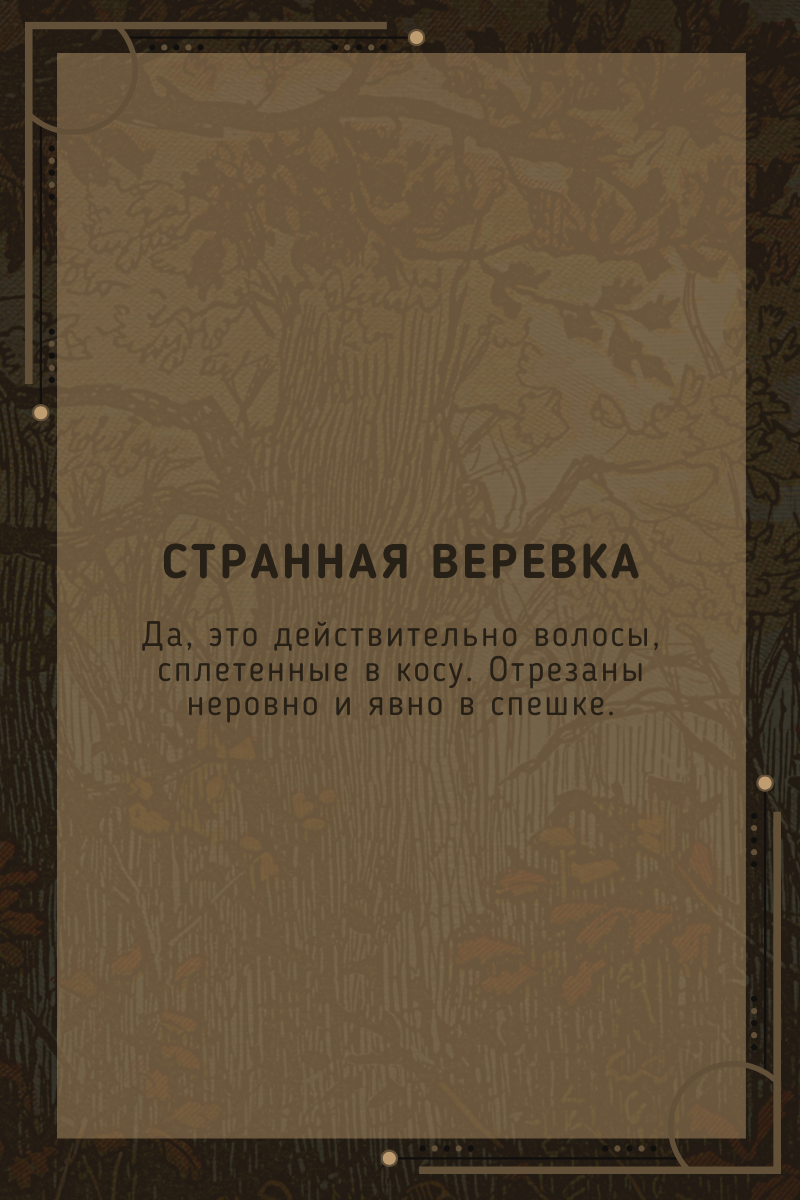 СТРАННАЯ ВЕРЕВКА
Да, это действительно волосы,
сплетенные в косу. Отрезаны
неровно и явно в спешке.